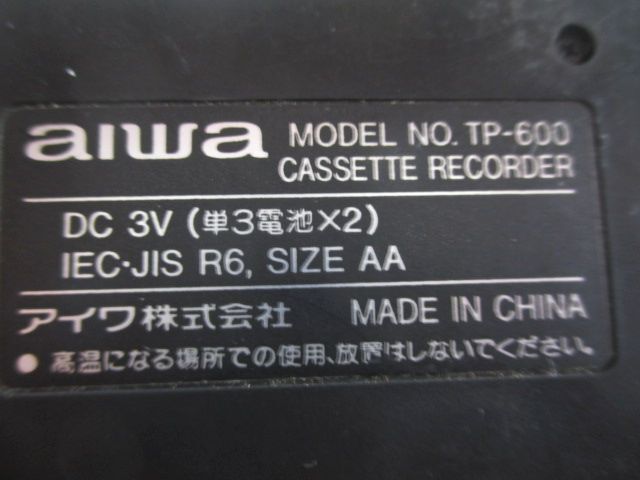 aiwa MODEL NO. TP-600
CASSETTE RECORDER
DC 3V (単3電池×2)
IEC·JIS R6, SIZE AA
アイワ株式会社 MADE IN CHINA
● 高温になる場所での使用、放置はしないでください。